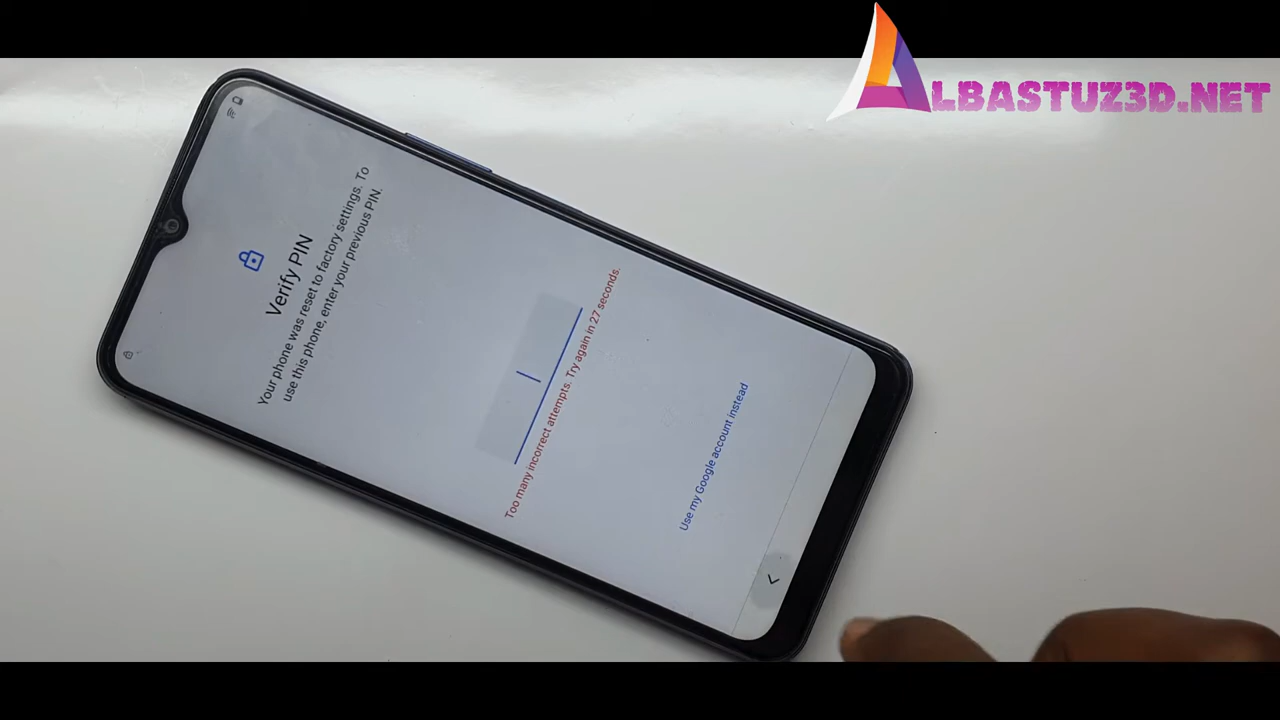 ALBASTUZ3D.NET
Verify PIN
Your phone was reset to factory settings. To
use this phone, enter your previous PIN.
Too many incorrect attempts. Try again in 27 seconds.
Use my Google account instead